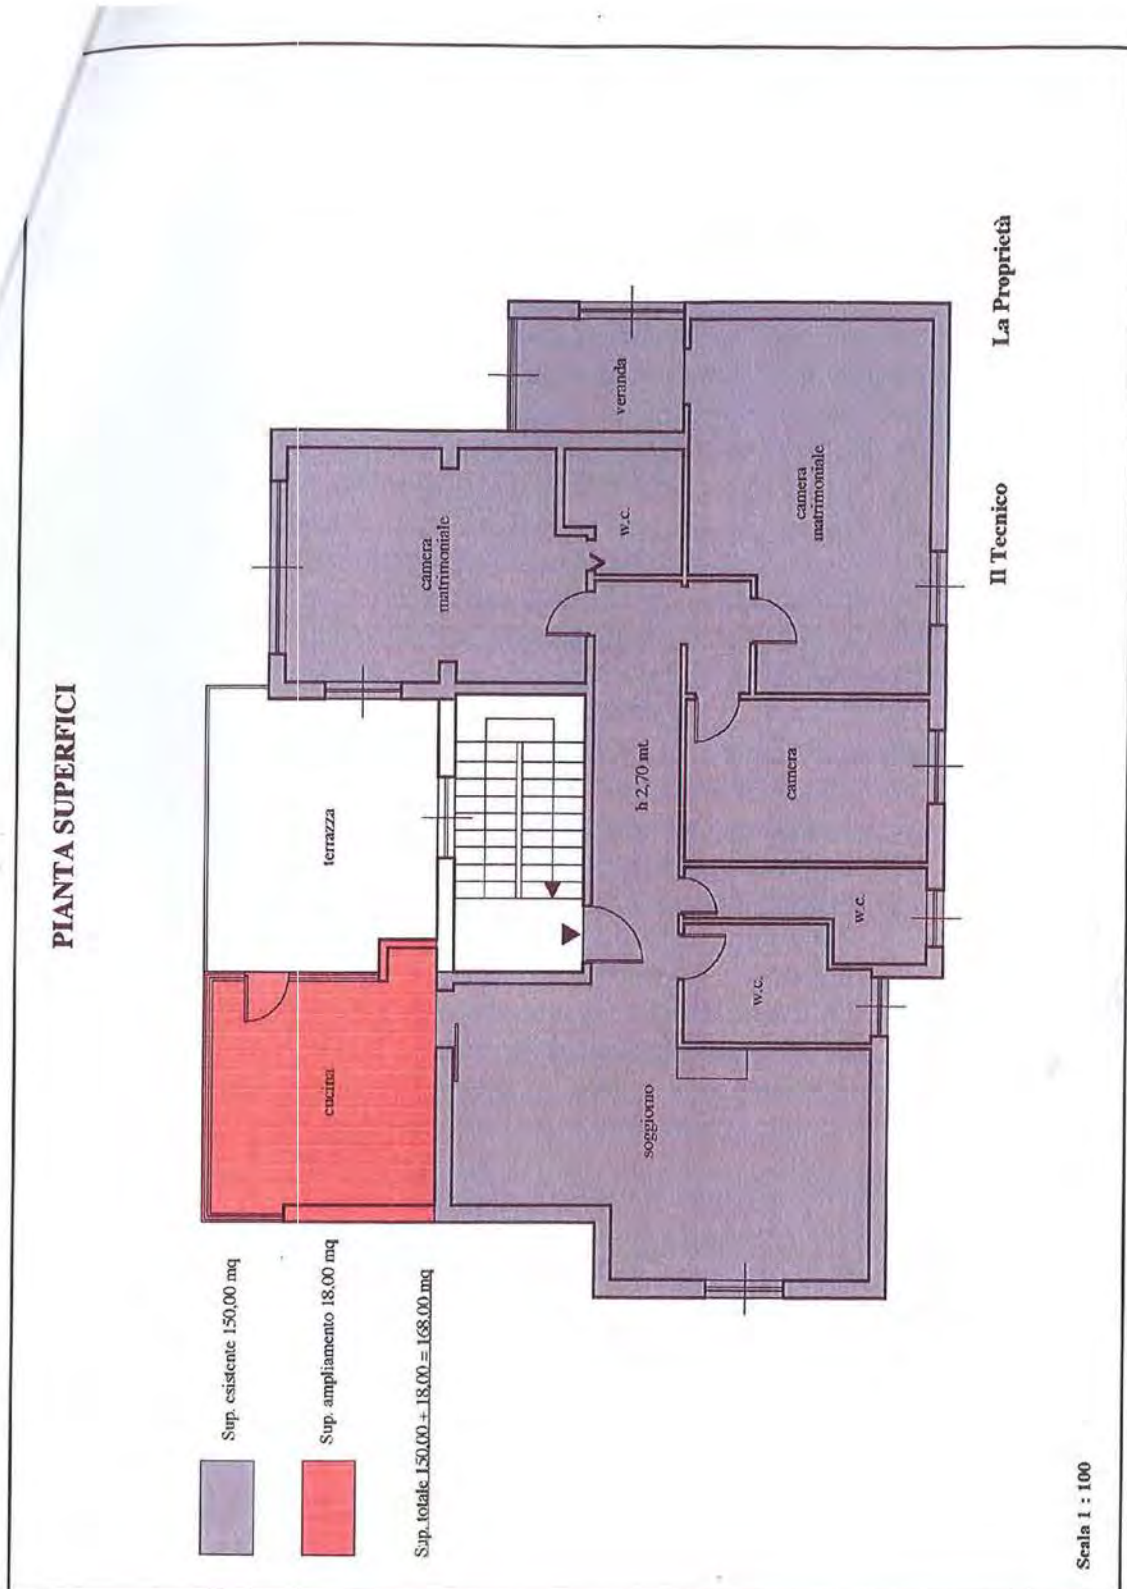 PIANTA SUPERFICI
Sup. esistente 150,00 mq
Sup. ampliamento 18,00 mq
Sup. totale 150,00 + 18,00 = 168,00 mq
cucina
terrazza
camera
matrimoniale
w.c.
veranda
h 2,70 mt.
soggiorno
w.c.
w.c.
camera
camera
matrimoniale
Il Tecnico
La Proprietà
Scala 1 : 100